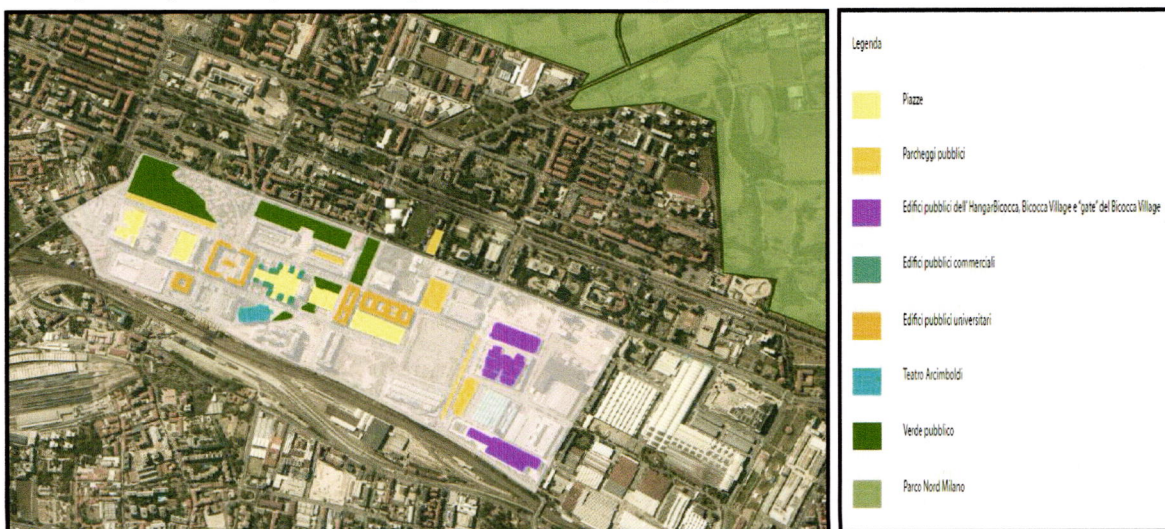 Legenda
Piazze
Parcheggi pubblici
Edifici pubblici dell' HangarBicocca, Bicocca Village e "gate" del Bicocca Village
Edifici pubblici commerciali
Edifici pubblici universitari
Teatro Arcimboldi
Verde pubblico
Parco Nord Milano